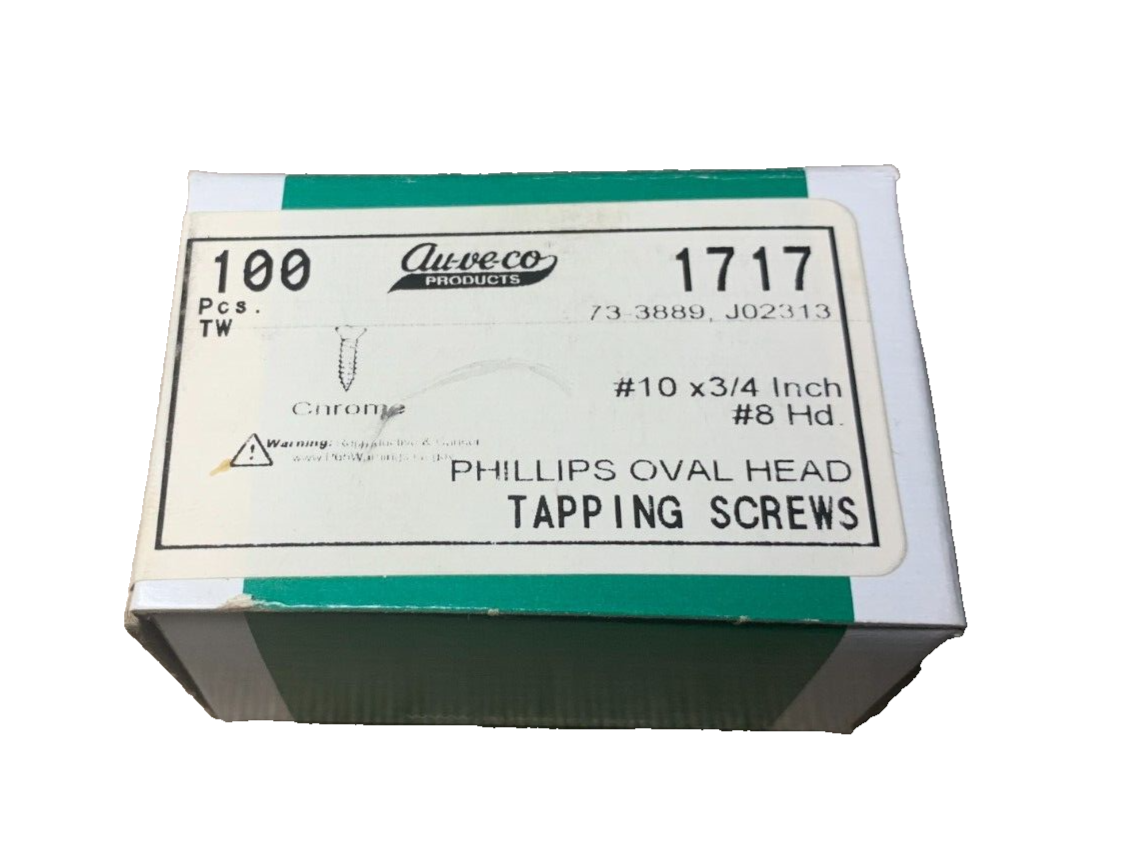 100
Pcs.
TW
Au-ve-co
PRODUCTS
1717
73-3889, J02313
#10 x3/4 Inch
#8 Hd.
Chrome
Warning:
PHILLIPS OVAL HEAD
TAPPING SCREWS